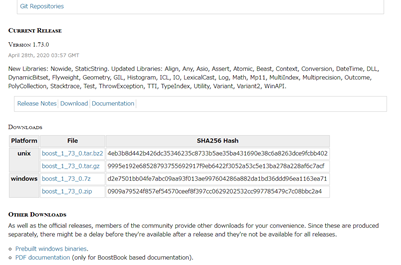 Git Repositories
Current Release
Version 1.73.0
April 28th, 2020 03:57 GMT
New Libraries: Nowide, StaticString. Updated Libraries: Align, Any, Asio, Assert, Atomic, Beast, Context, Conversion, DateTime, DLL,
DynamicBitset, Flyweight, Geometry, GIL, Histogram, ICL, IO, LexicalCast, Log, Math, Mp11, MultiIndex, Multiprecision, Outcome,
PolyCollection, Stacktrace, Test, ThrowException, TTI, TypeIndex, Utility, Variant, Variant2, WinAPI.
Release Notes | Download | Documentation |
Downloads
Platform File SHA256 Hash
unix boost_1_73_0.tar.bz2 4eb3b8d442b426dc35346235c8733b5ae35ba431690e38c6a8263dce9fcbb402
boost_1_73_0.tar.gz 9995e192e68528793755692917f9eb6422f3052a53c5e13ba278a228af6c7acf
windows boost_1_73_0.7z d2e7501bb04fe7abc09aa93f013ae997604286a882da1bd36ddd96ea1163ea71
boost_1_73_0.zip 0909a79524f857ef54570ceef8f397cc0629202532cc997785479c7c08bbc2a4
Other Downloads
As well as the official releases, members of the community provide other downloads for your convenience. Since these are produced
separately, there might be a delay before they're available after a release and they're not be available for all releases.
Prebuilt windows binaries.
PDF documentation (only for BoostBook based documentation).